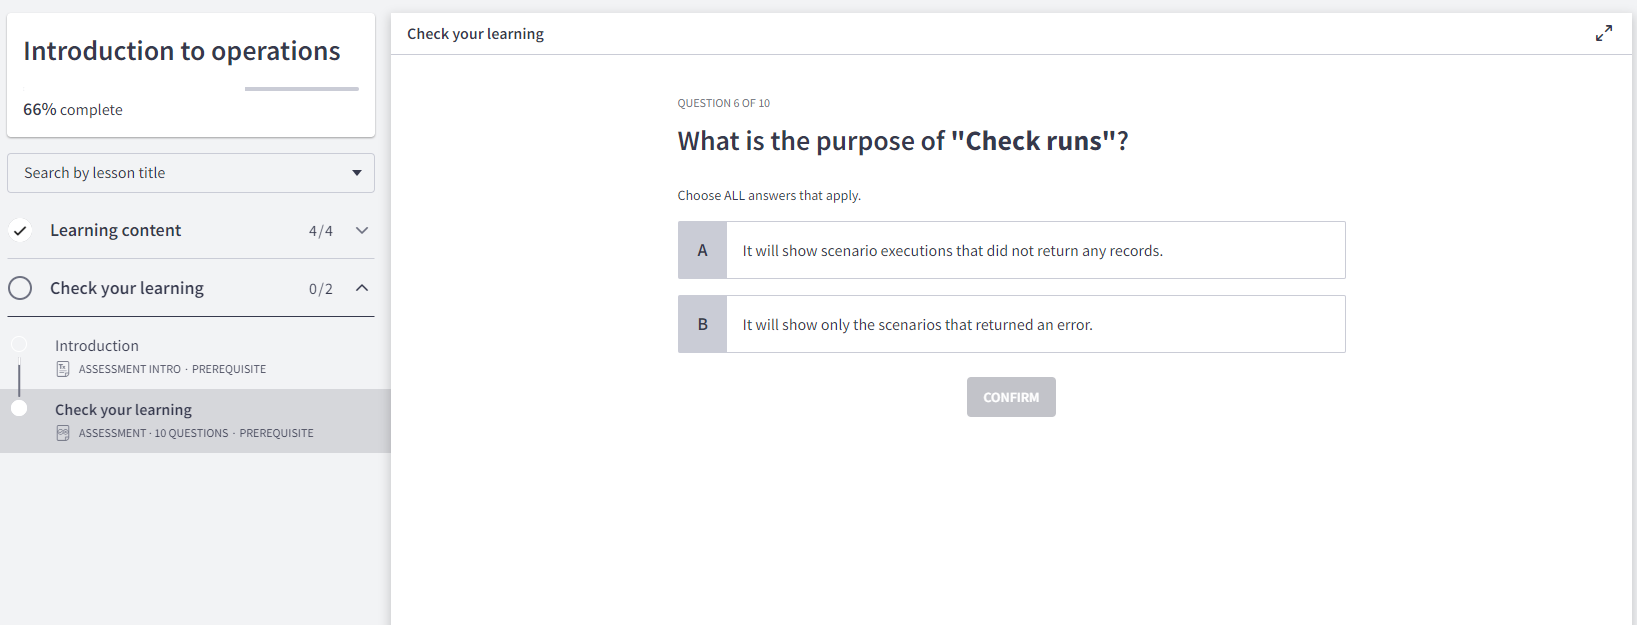 Introduction to operations
66% complete
Search by lesson title
Learning content 4/4
Check your learning 0/2
Introduction
ASSESSMENT INTRO · PREREQUISITE
Check your learning
ASSESSMENT · 10 QUESTIONS · PREREQUISITE
Check your learning
QUESTION 6 OF 10
What is the purpose of "Check runs"?
Choose ALL answers that apply.
A It will show scenario executions that did not return any records.
B It will show only the scenarios that returned an error.
CONFIRM